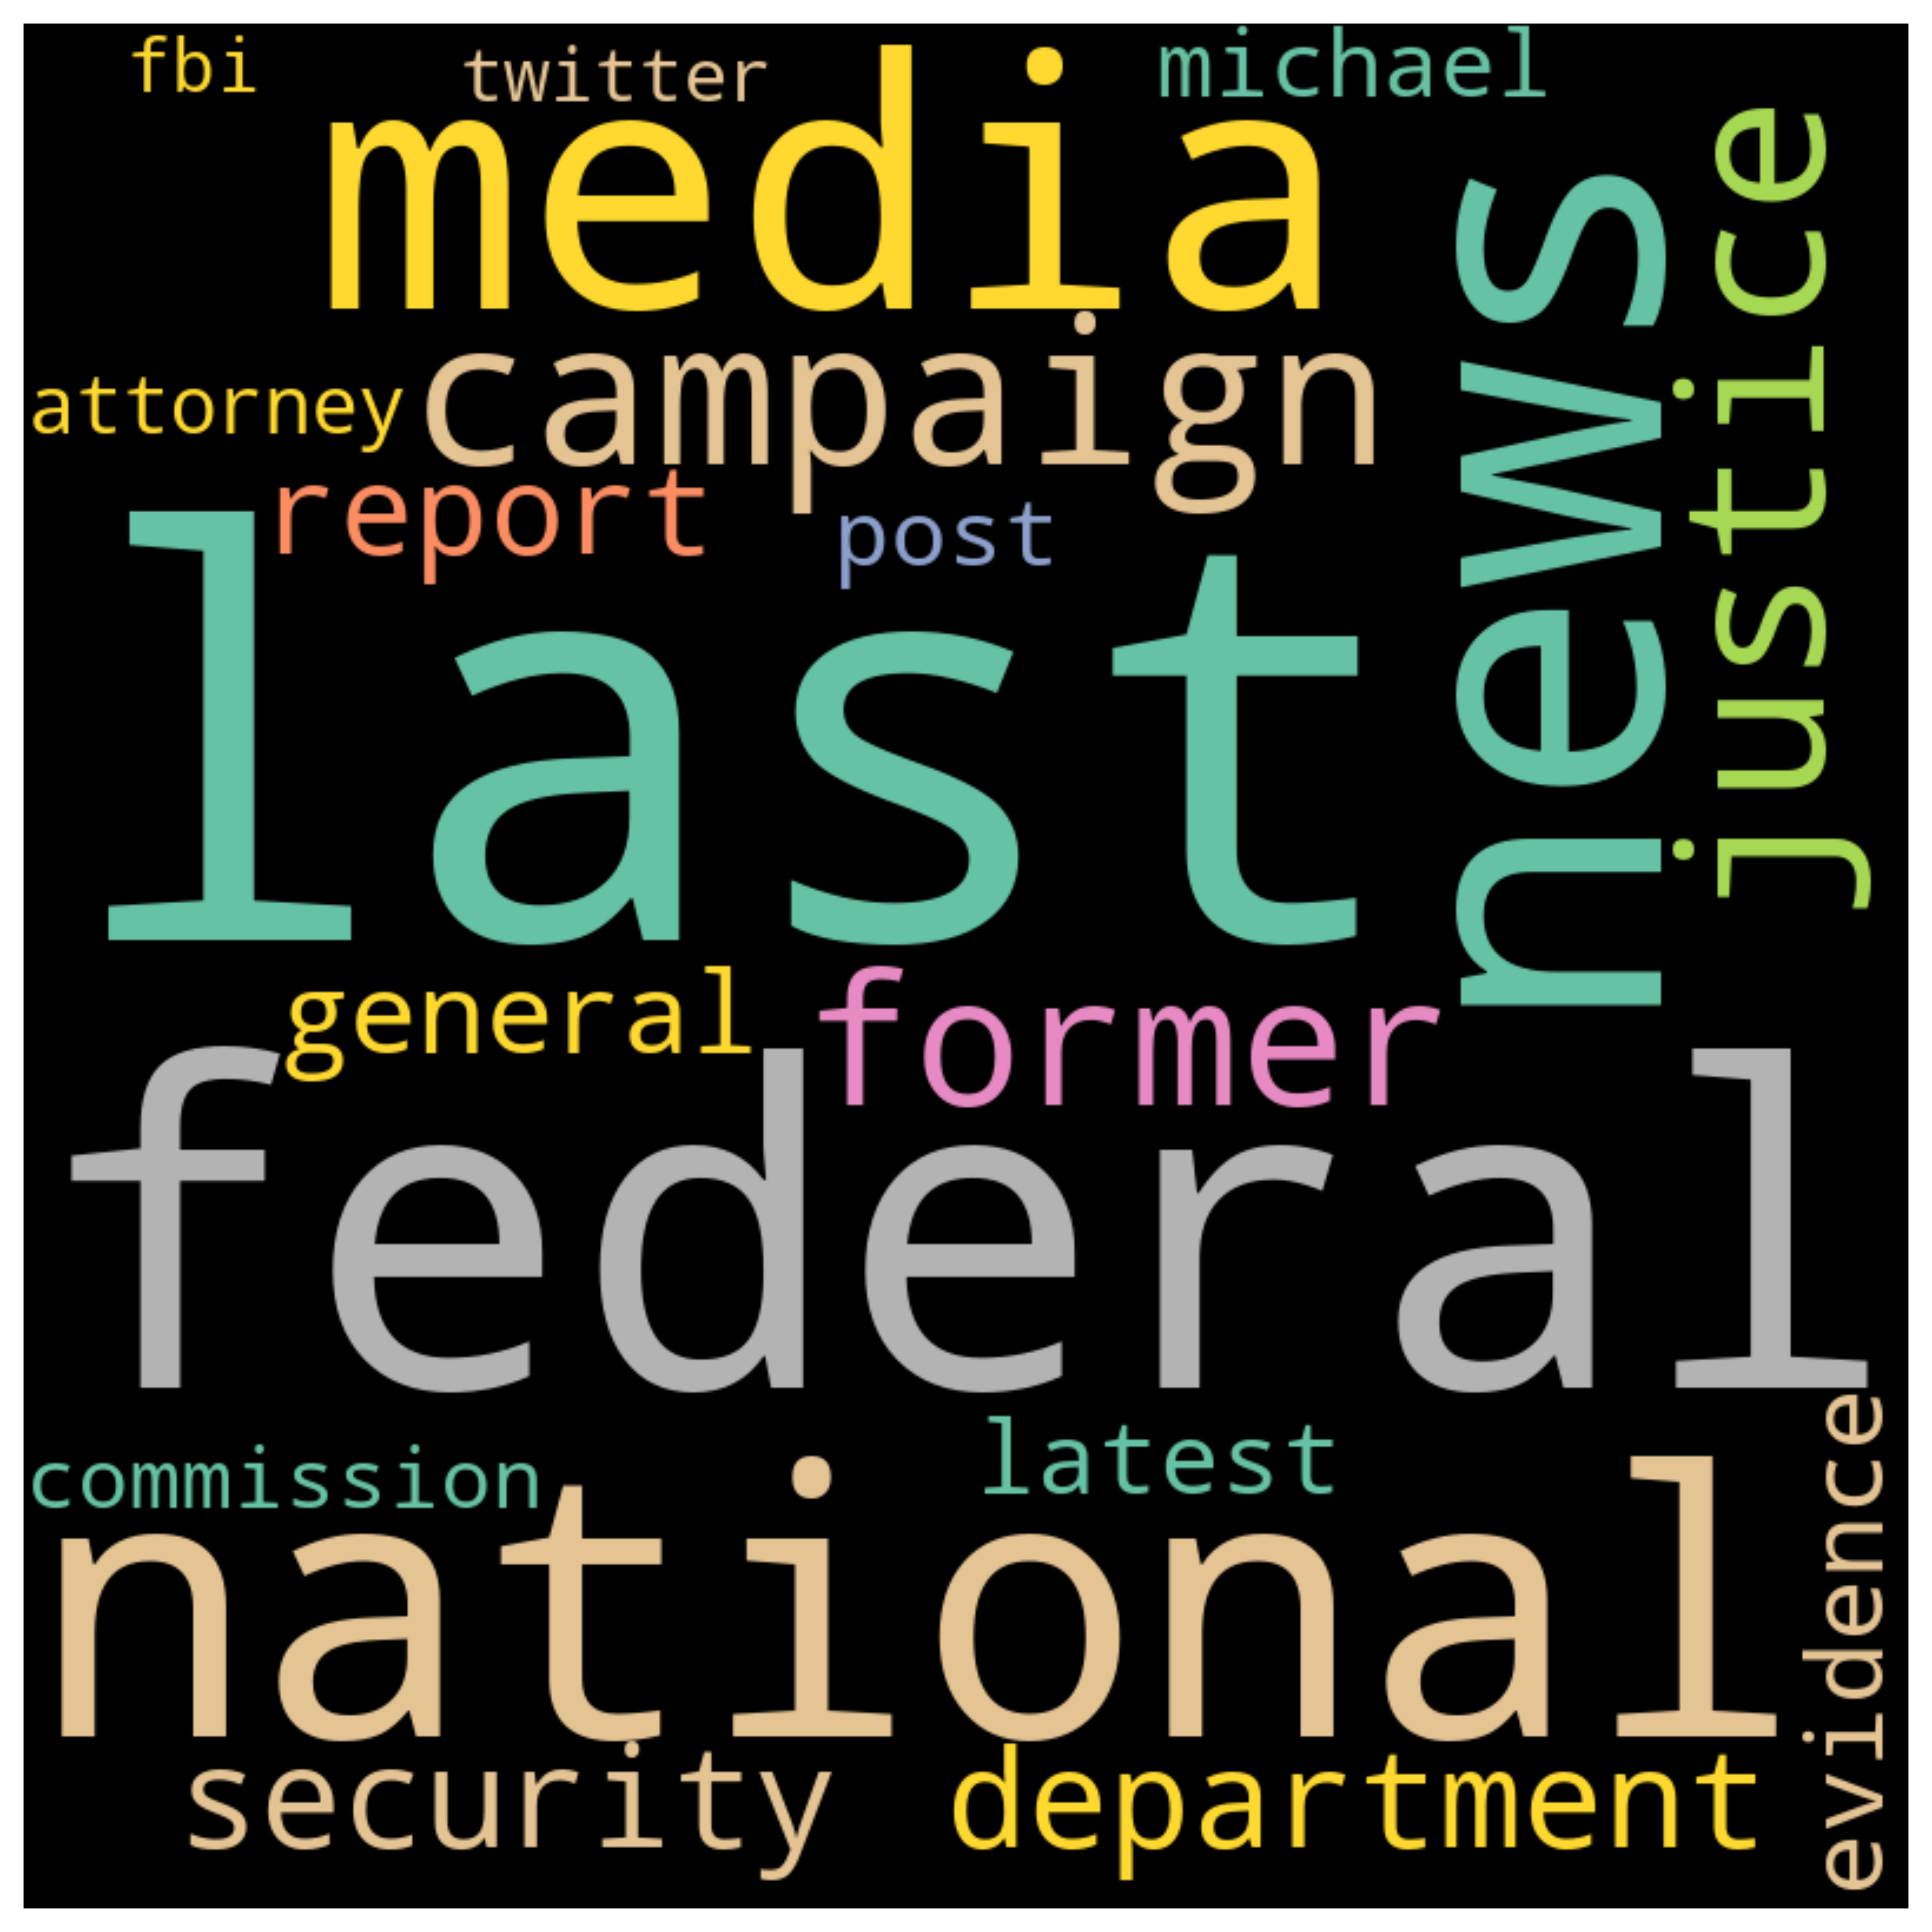 fbi
twitter
michael
media
justice
news
attorney
campaign
report
post
last
general
former
federal
commission
latest
evidence
national
security
department